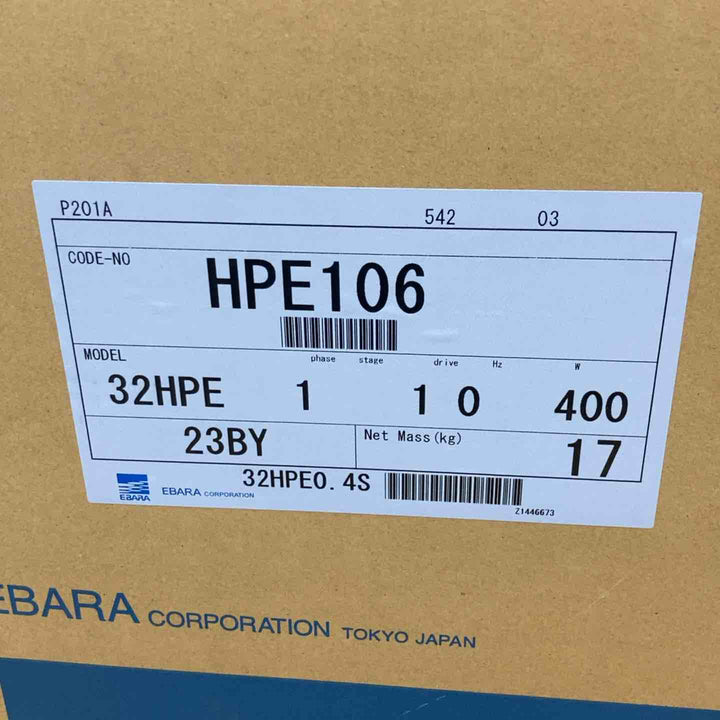 P201A 542 03
CODE-NO HPE106
MODEL phase stage drive Hz W
32HPE 1 1 0 400
23BY Net Mass(kg) 17
32HPE0.4S
EBARA EBARA CORPORATION
Z1446673
EBARA CORPORATION TOKYO JAPAN